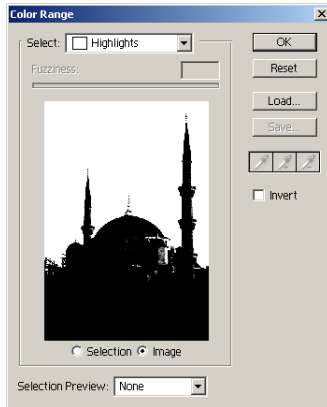 Color Range
Select: Highlights
Fuzziness:
OK
Reset
Load...
Save...
Invert
Selection Image
Selection Preview: None